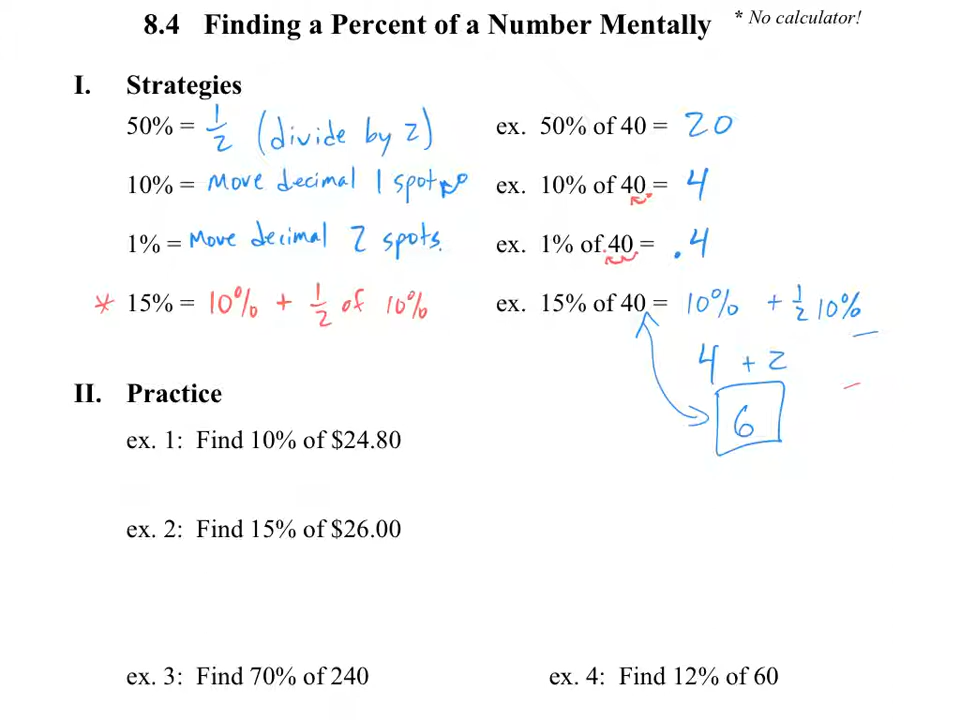 8.4 Finding a Percent of a Number Mentally * No calculator!
I. Strategies
50% = 1/2 (divide by 2) ex. 50% of 40 = 20
10% = Move decimal 1 spot ex. 10% of 40 = 4
1% = Move decimal 2 spots. ex. 1% of 40 = .4
* 15% = 10% + 1/2 of 10% ex. 15% of 40 = 10% + 1/2 10%
4 + 2
6
II. Practice
ex. 1: Find 10% of $24.80
ex. 2: Find 15% of $26.00
ex. 3: Find 70% of 240 ex. 4: Find 12% of 60